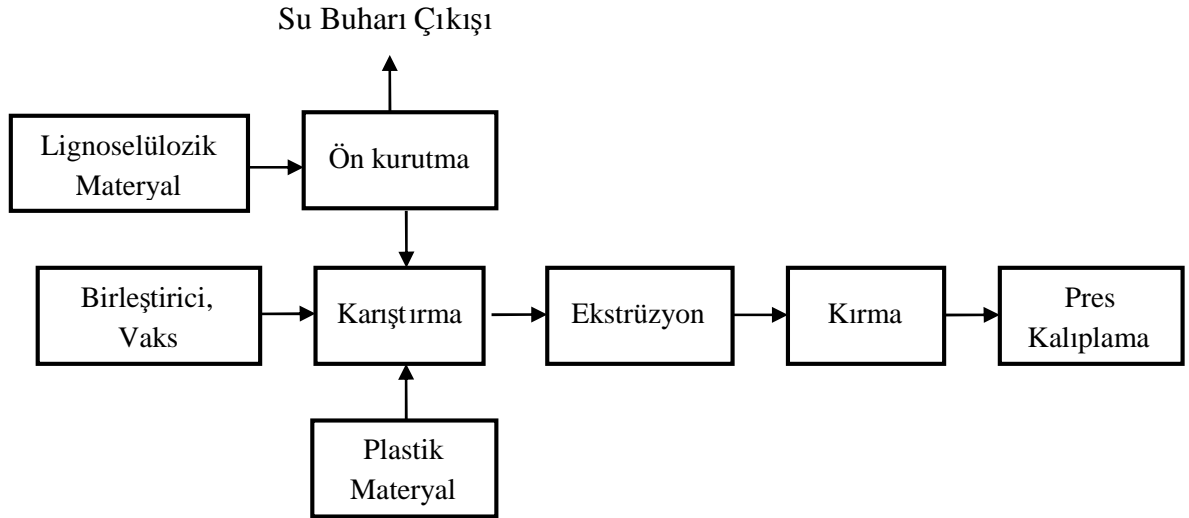 Su Buharı Çıkışı
Lignoselülozik
Materyal
Ön kurutma
Birleştirici,
Vaks
Karıştırma
Ekstrüzyon
Kırma
Pres
Kalıplama
Plastik
Materyal